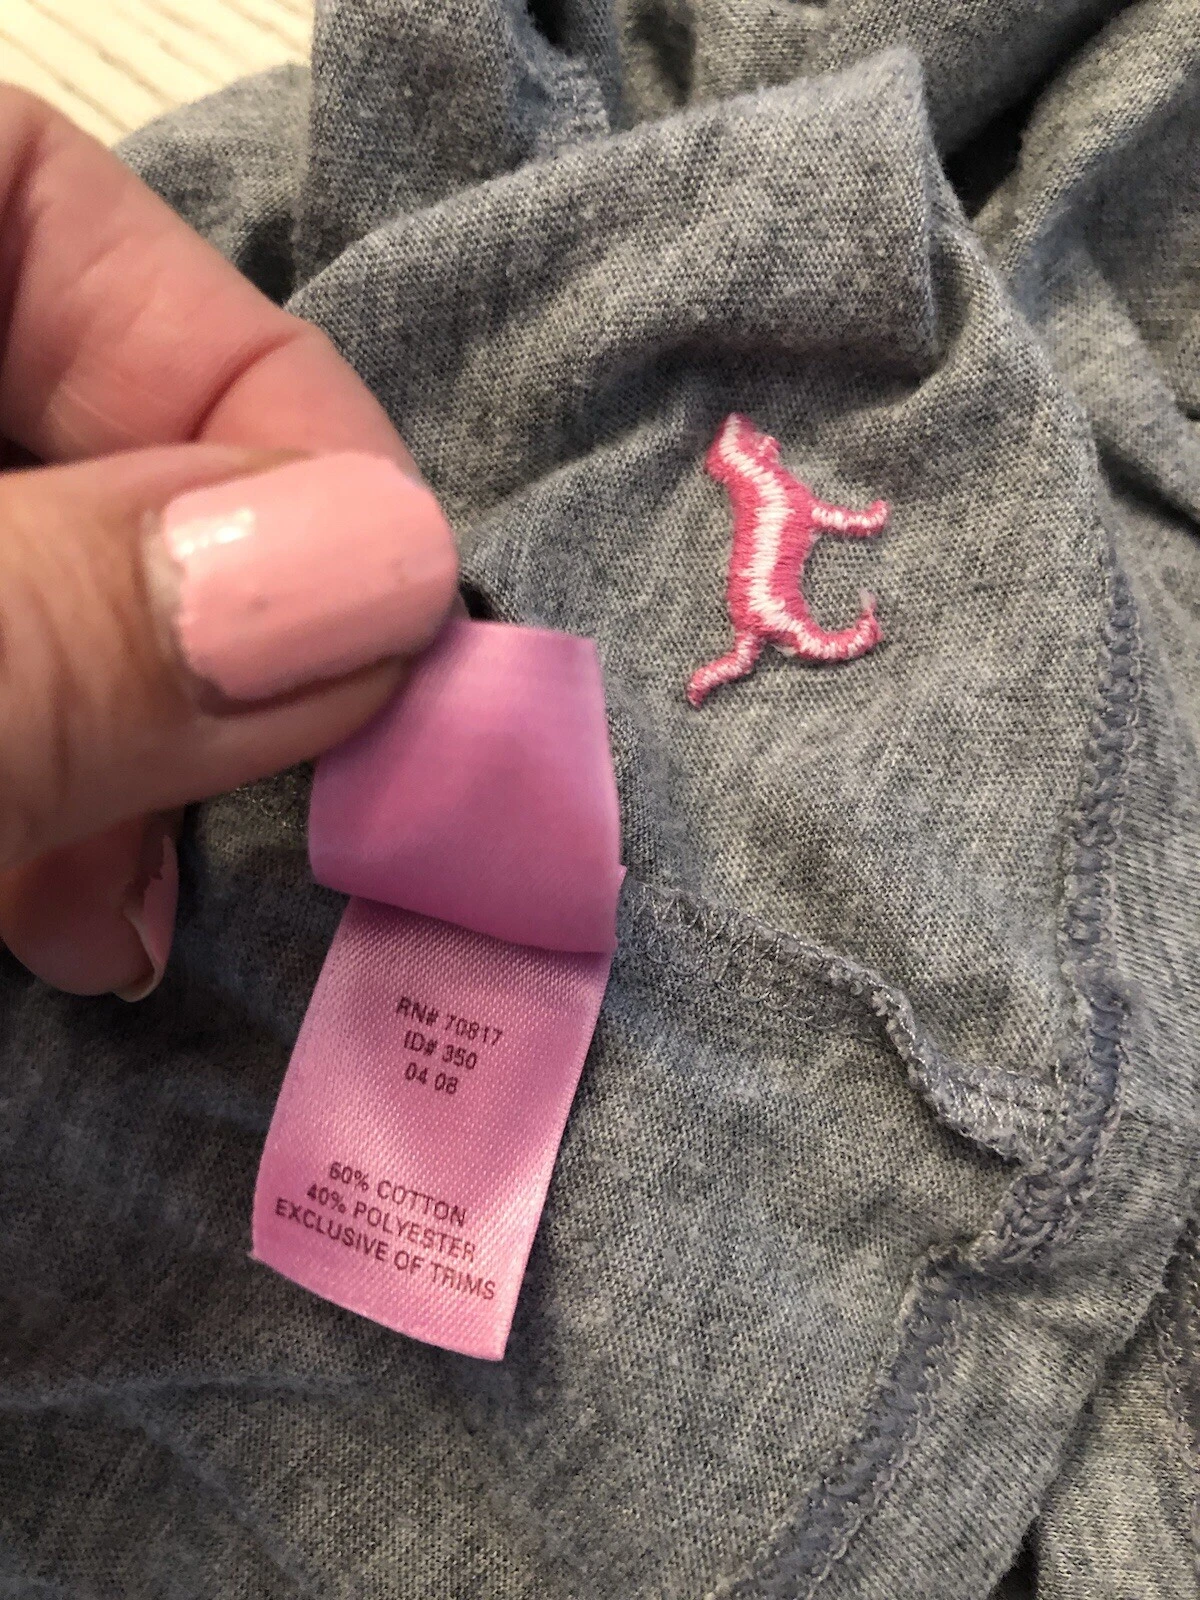 RN# 70817
ID# 350
04 08
60% COTTON
40% POLYESTER
EXCLUSIVE OF TRIMS